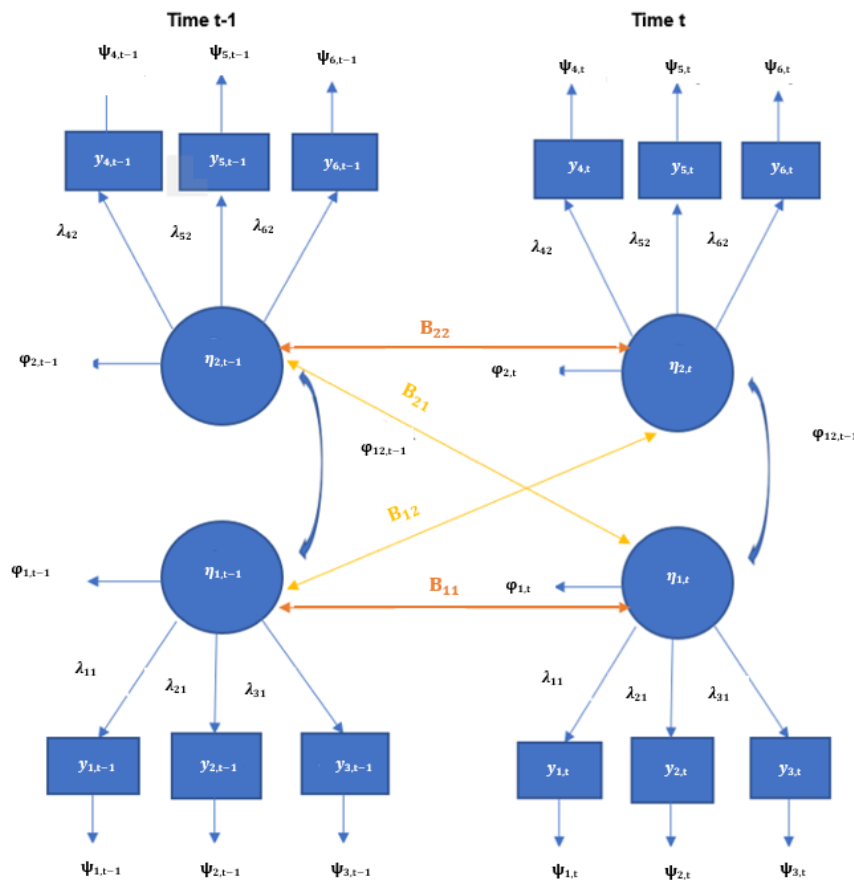 Time t-1 Time t
ψ4,t−1 ψ5,t−1 ψ6,t−1 ψ4,t ψ5,t ψ6,t
y4,t−1 y5,t−1 y6,t−1 y4,t y5,t y6,t
λ42 λ52 λ62 λ42 λ52 λ62
B22
φ2,t−1 η2,t−1 φ2,t η2,t
B21
φ12,t−1 φ12,t−1
B12
φ1,t−1 η1,t−1 B11 φ1,t η1,t
λ11 λ21 λ31 λ11 λ21 λ31
y1,t−1 y2,t−1 y3,t−1 y1,t y2,t y3,t
ψ1,t−1 ψ2,t−1 ψ3,t−1 ψ1,t ψ2,t ψ3,t